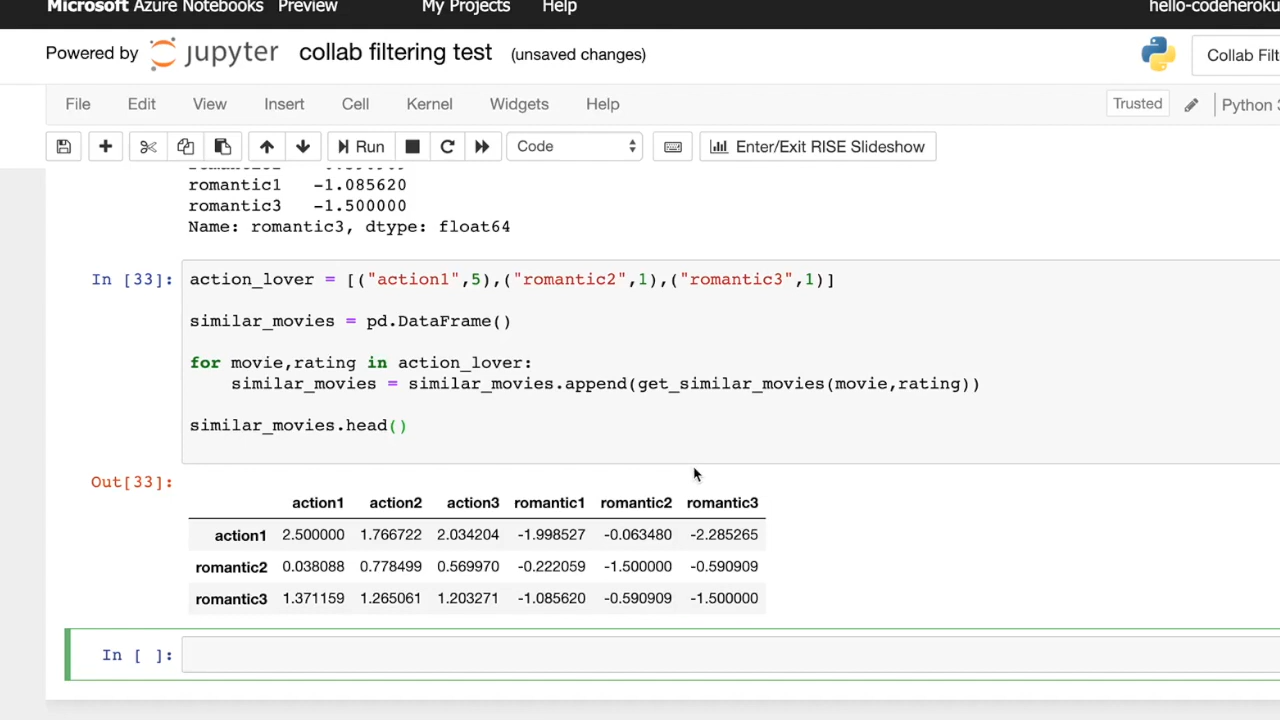 Microsoft Azure Notebooks Preview My Projects Help hello-codeheroku
Powered by jupyter collab filtering test (unsaved changes) Collab Filt
File Edit View Insert Cell Kernel Widgets Help Trusted Python 3
Run Code Enter/Exit RISE Slideshow
romantic1 -1.085620
romantic3 -1.500000
Name: romantic3, dtype: float64
In [33]: action_lover = [("action1",5),("romantic2",1),("romantic3",1)]
similar_movies = pd.DataFrame()
for movie,rating in action_lover:
similar_movies = similar_movies.append(get_similar_movies(movie,rating))
similar_movies.head()
Out[33]:
action1 action2 action3 romantic1 romantic2 romantic3
action1 2.500000 1.766722 2.034204 -1.998527 -0.063480 -2.285265
romantic2 0.038088 0.778499 0.569970 -0.222059 -1.500000 -0.590909
romantic3 1.371159 1.265061 1.203271 -1.085620 -0.590909 -1.500000
In [ ]: